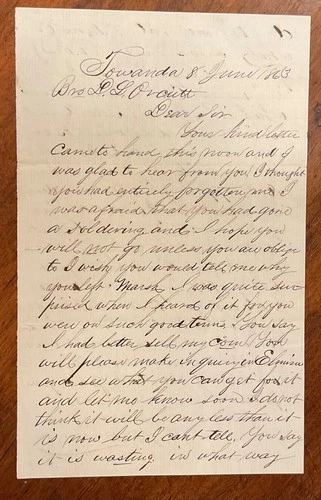 Towanda 8 June 1863
Bro L. L. Orcutt
Dear Sir
Your kind letter
came to hand this noon and I
was glad to hear from you I thought
you had entirely forgotten me I
was afraid that you had gone
a soldiering and I hope you
will not go unless you are oblige
to I wish you would tell me why
you left Marsh I was quite sur
prised when I heard of it for you
were on such good terms. You say
I had better sell my corn You
will please make inquiry in Elmira
and see what you can get for it
and let me know soon I do not
think it will be any less than it
is now but I cant tell. You say
it is wasting in what way